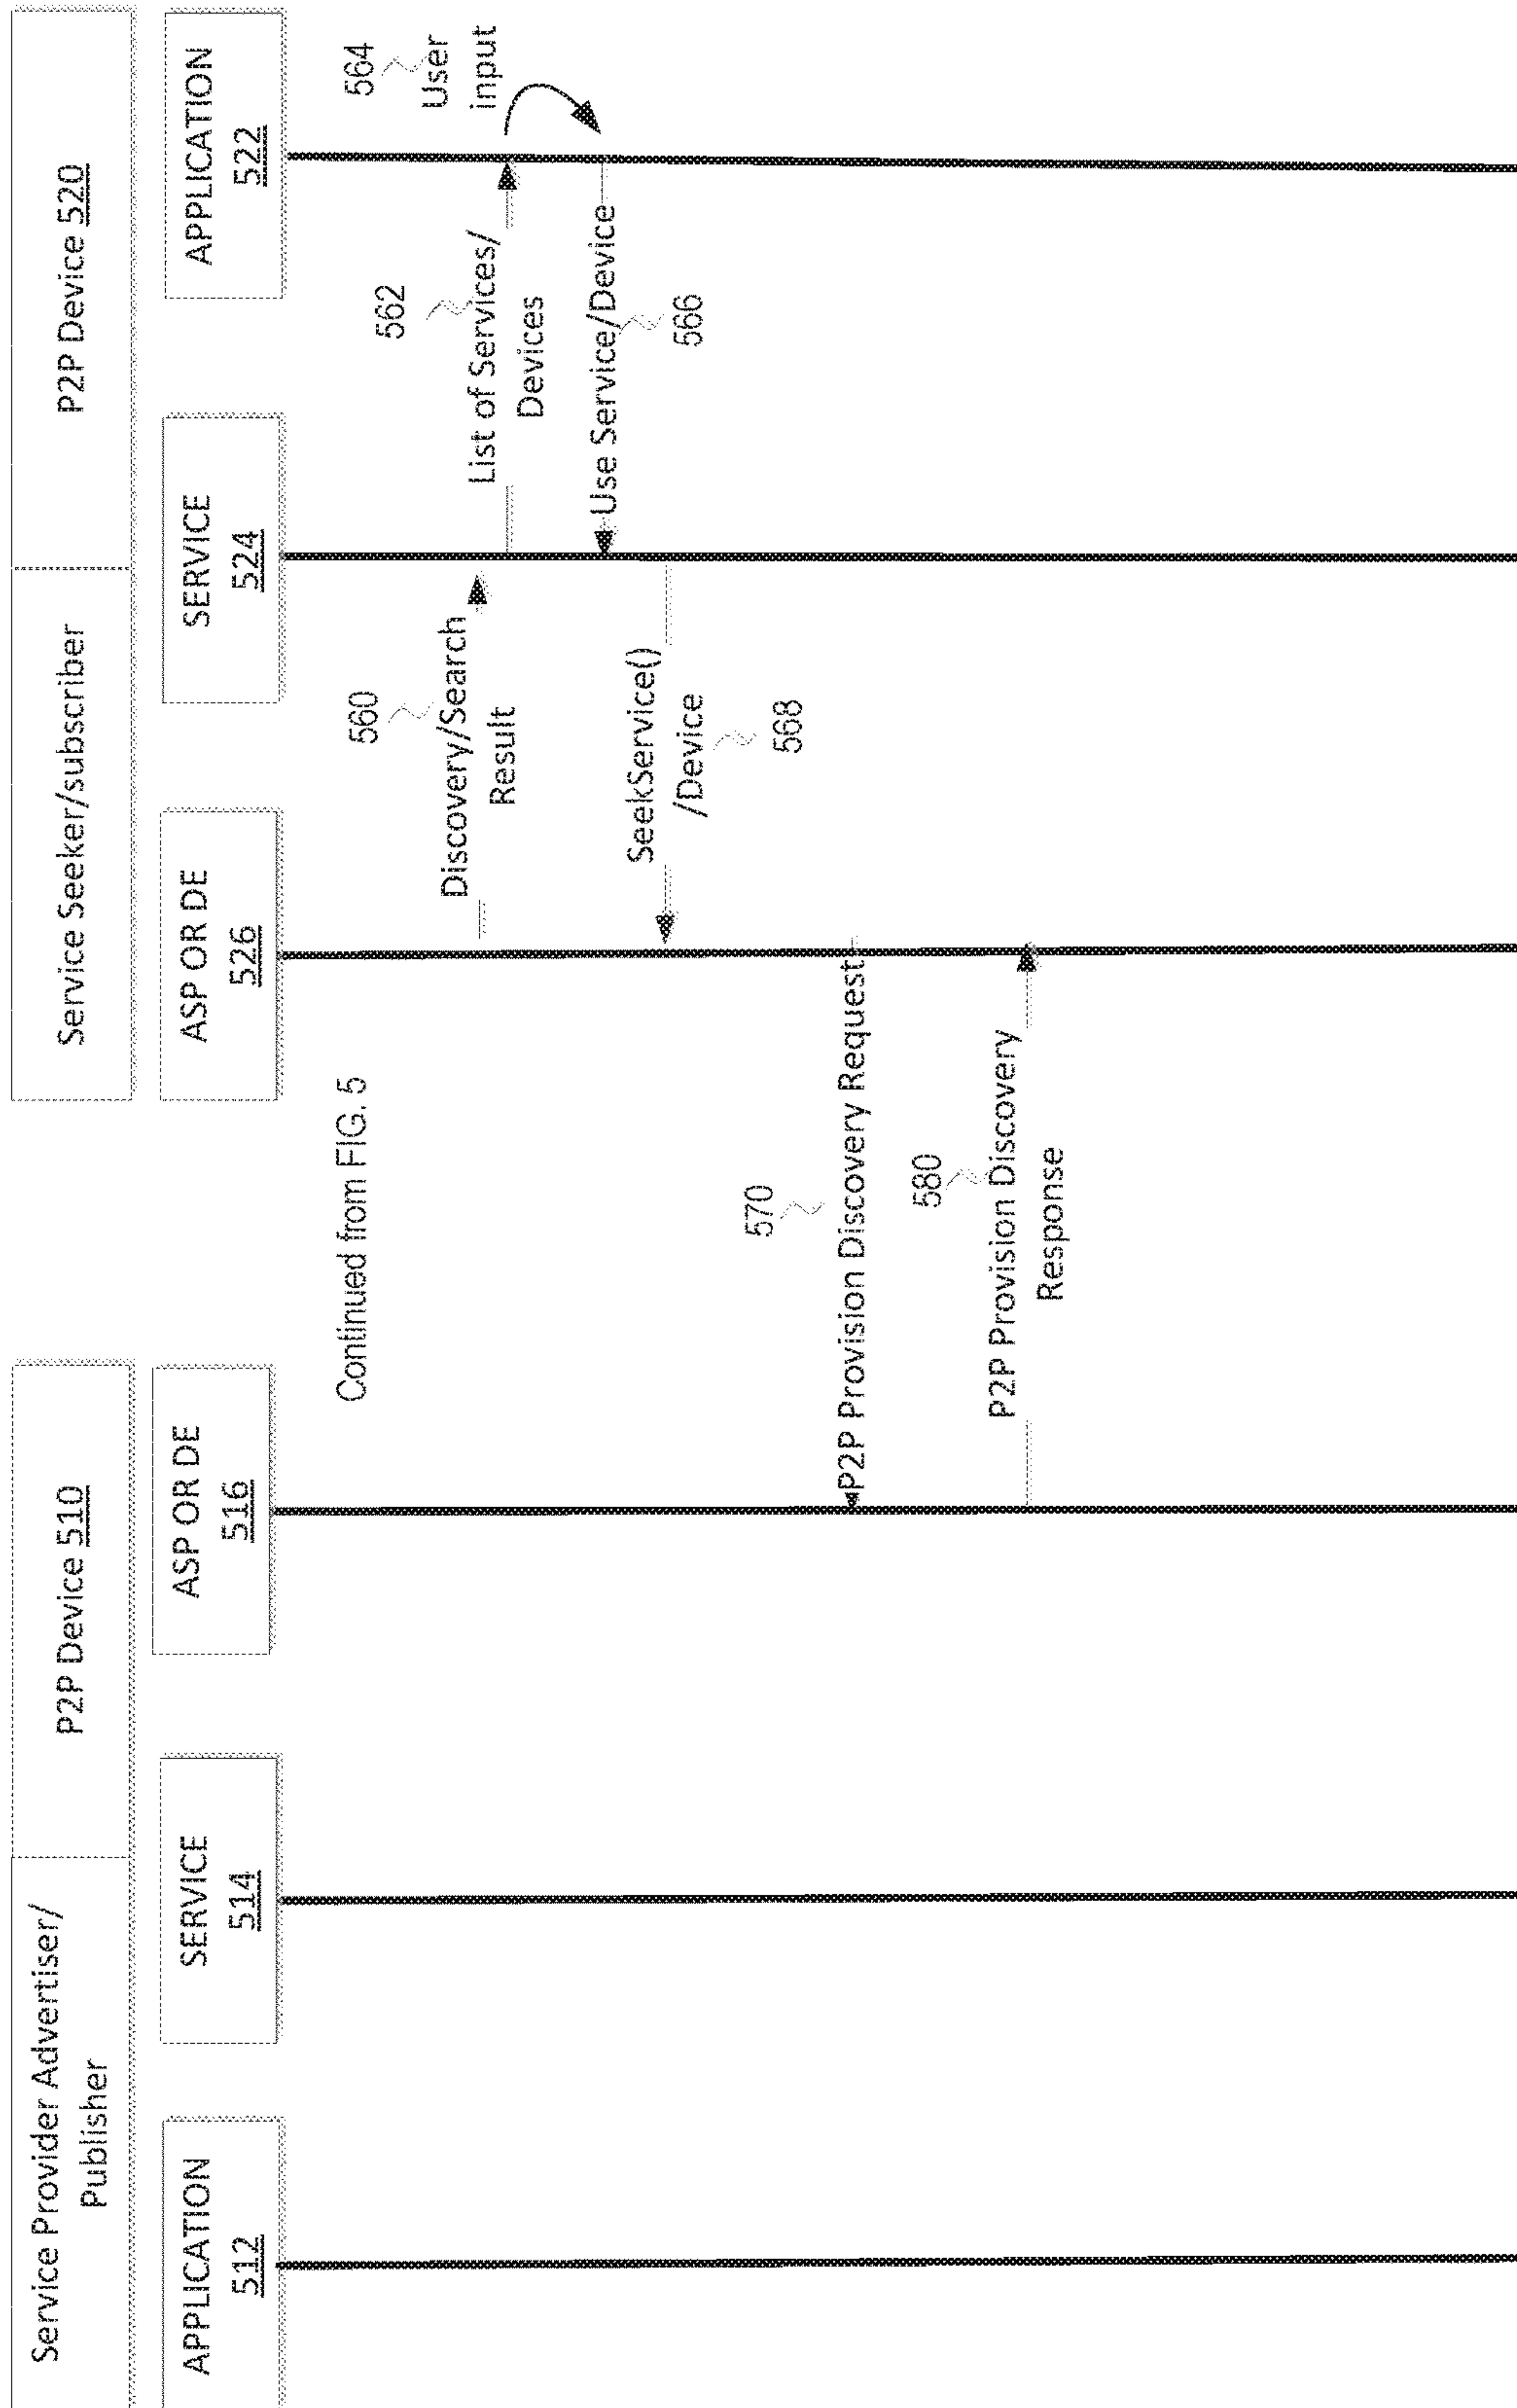 Service Provider Advertiser/
Publisher
P2P Device 510
Service Seeker/subscriber
P2P Device 520
APPLICATION
512
SERVICE
514
ASP OR DE
516
ASP OR DE
526
SERVICE
524
APPLICATION
522
Continued from FIG. 5
560
Discovery/Search
Result
562
List of Services/
Devices
564
User
input
Use Service/Device
566
SeekService()
/Device
568
570
P2P Provision Discovery Request
580
P2P Provision Discovery
Response